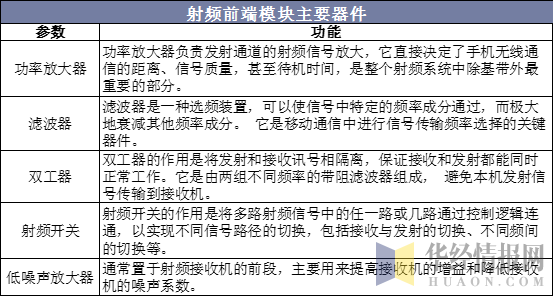 射频前端模块主要器件
参数 功能
功率放大器 功率放大器负责发射通道的射频信号放大，它直接决定了手机无线通
信的距离、信号质量，甚至待机时间，是整个射频系统中除基带外最
重要的部分。
滤波器 滤波器是一种选频装置，可以使信号中特定的频率成分通过，而极大
地衰减其他频率成分。 它是移动通信中进行信号传输频率选择的关键
器件。
双工器 双工器的作用是将发射和接收讯号相隔离，保证接收和发射都能同时
正常工作。它是由两组不同频率的带阻滤波器组成， 避免本机发射信
号传输到接收机。
射频开关 射频开关的作用是将多路射频信号中的任一路或几路通过控制逻辑连
通，以实现不同信号路径的切换，包括接收与发射的切换、不同频间
的切换等。
低噪声放大器 通常置于射频接收机的前段，主要用来提高接收机的增益和降低接收
机的噪声系数。
华经情报网